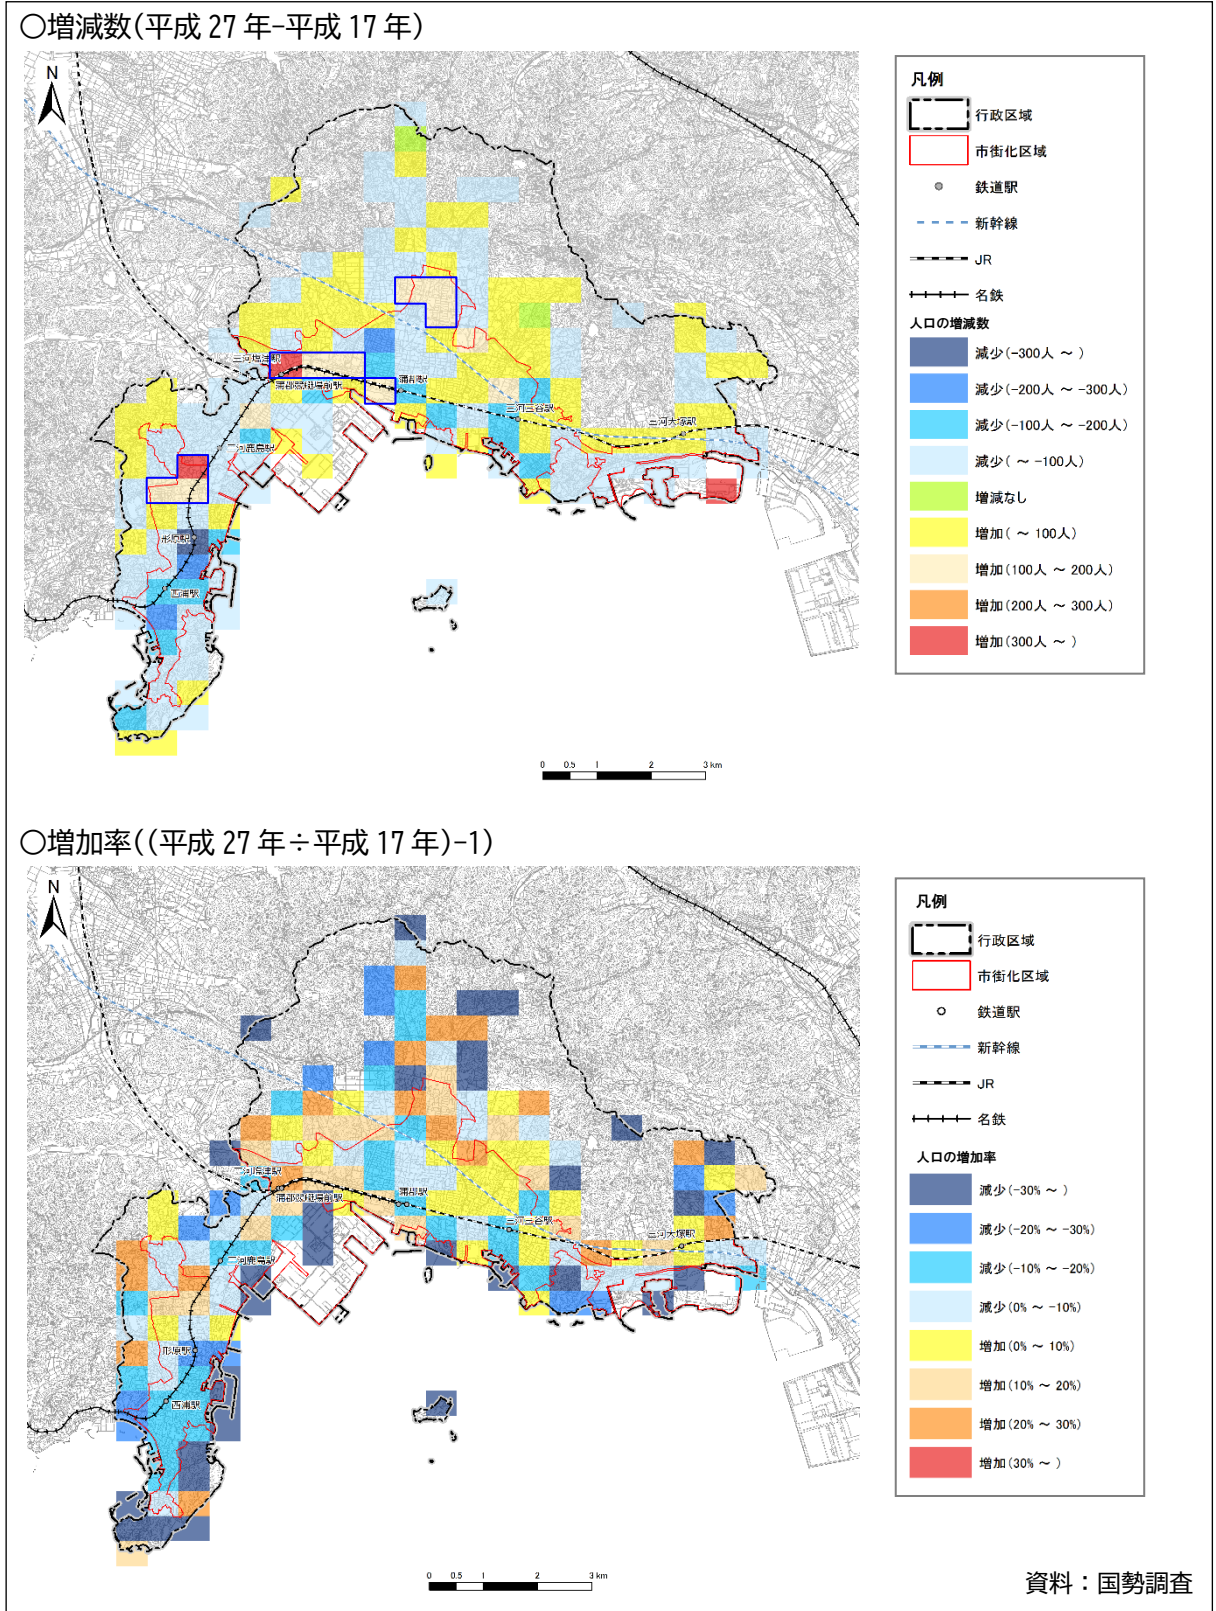 ○増減数(平成 27 年-平成 17 年)
N
三河塩津駅
蒲郡競艇場前駅
蒲郡駅
三河三谷駅
三河大塚駅
三河鹿島駅
形原駅
西浦駅
0 0.5 1 2 3 km
凡例
行政区域
市街化区域
鉄道駅
新幹線
JR
名鉄
人口の増減数
減少(-300人 ~ )
減少(-200人 ~ -300人)
減少(-100人 ~ -200人)
減少( ~ -100人)
増減なし
増加( ~ 100人)
増加(100人 ~ 200人)
増加(200人 ~ 300人)
増加(300人 ~ )
○増加率((平成 27 年÷平成 17 年)-1)
N
三河塩津駅
蒲郡競艇場前駅
蒲郡駅
三河三谷駅
三河大塚駅
三河鹿島駅
形原駅
西浦駅
0 0.5 1 2 3 km
凡例
行政区域
市街化区域
鉄道駅
新幹線
JR
名鉄
人口の増加率
減少(-30% ~ )
減少(-20% ~ -30%)
減少(-10% ~ -20%)
減少(0% ~ -10%)
増加(0% ~ 10%)
増加(10% ~ 20%)
増加(20% ~ 30%)
増加(30% ~ )
資料：国勢調査